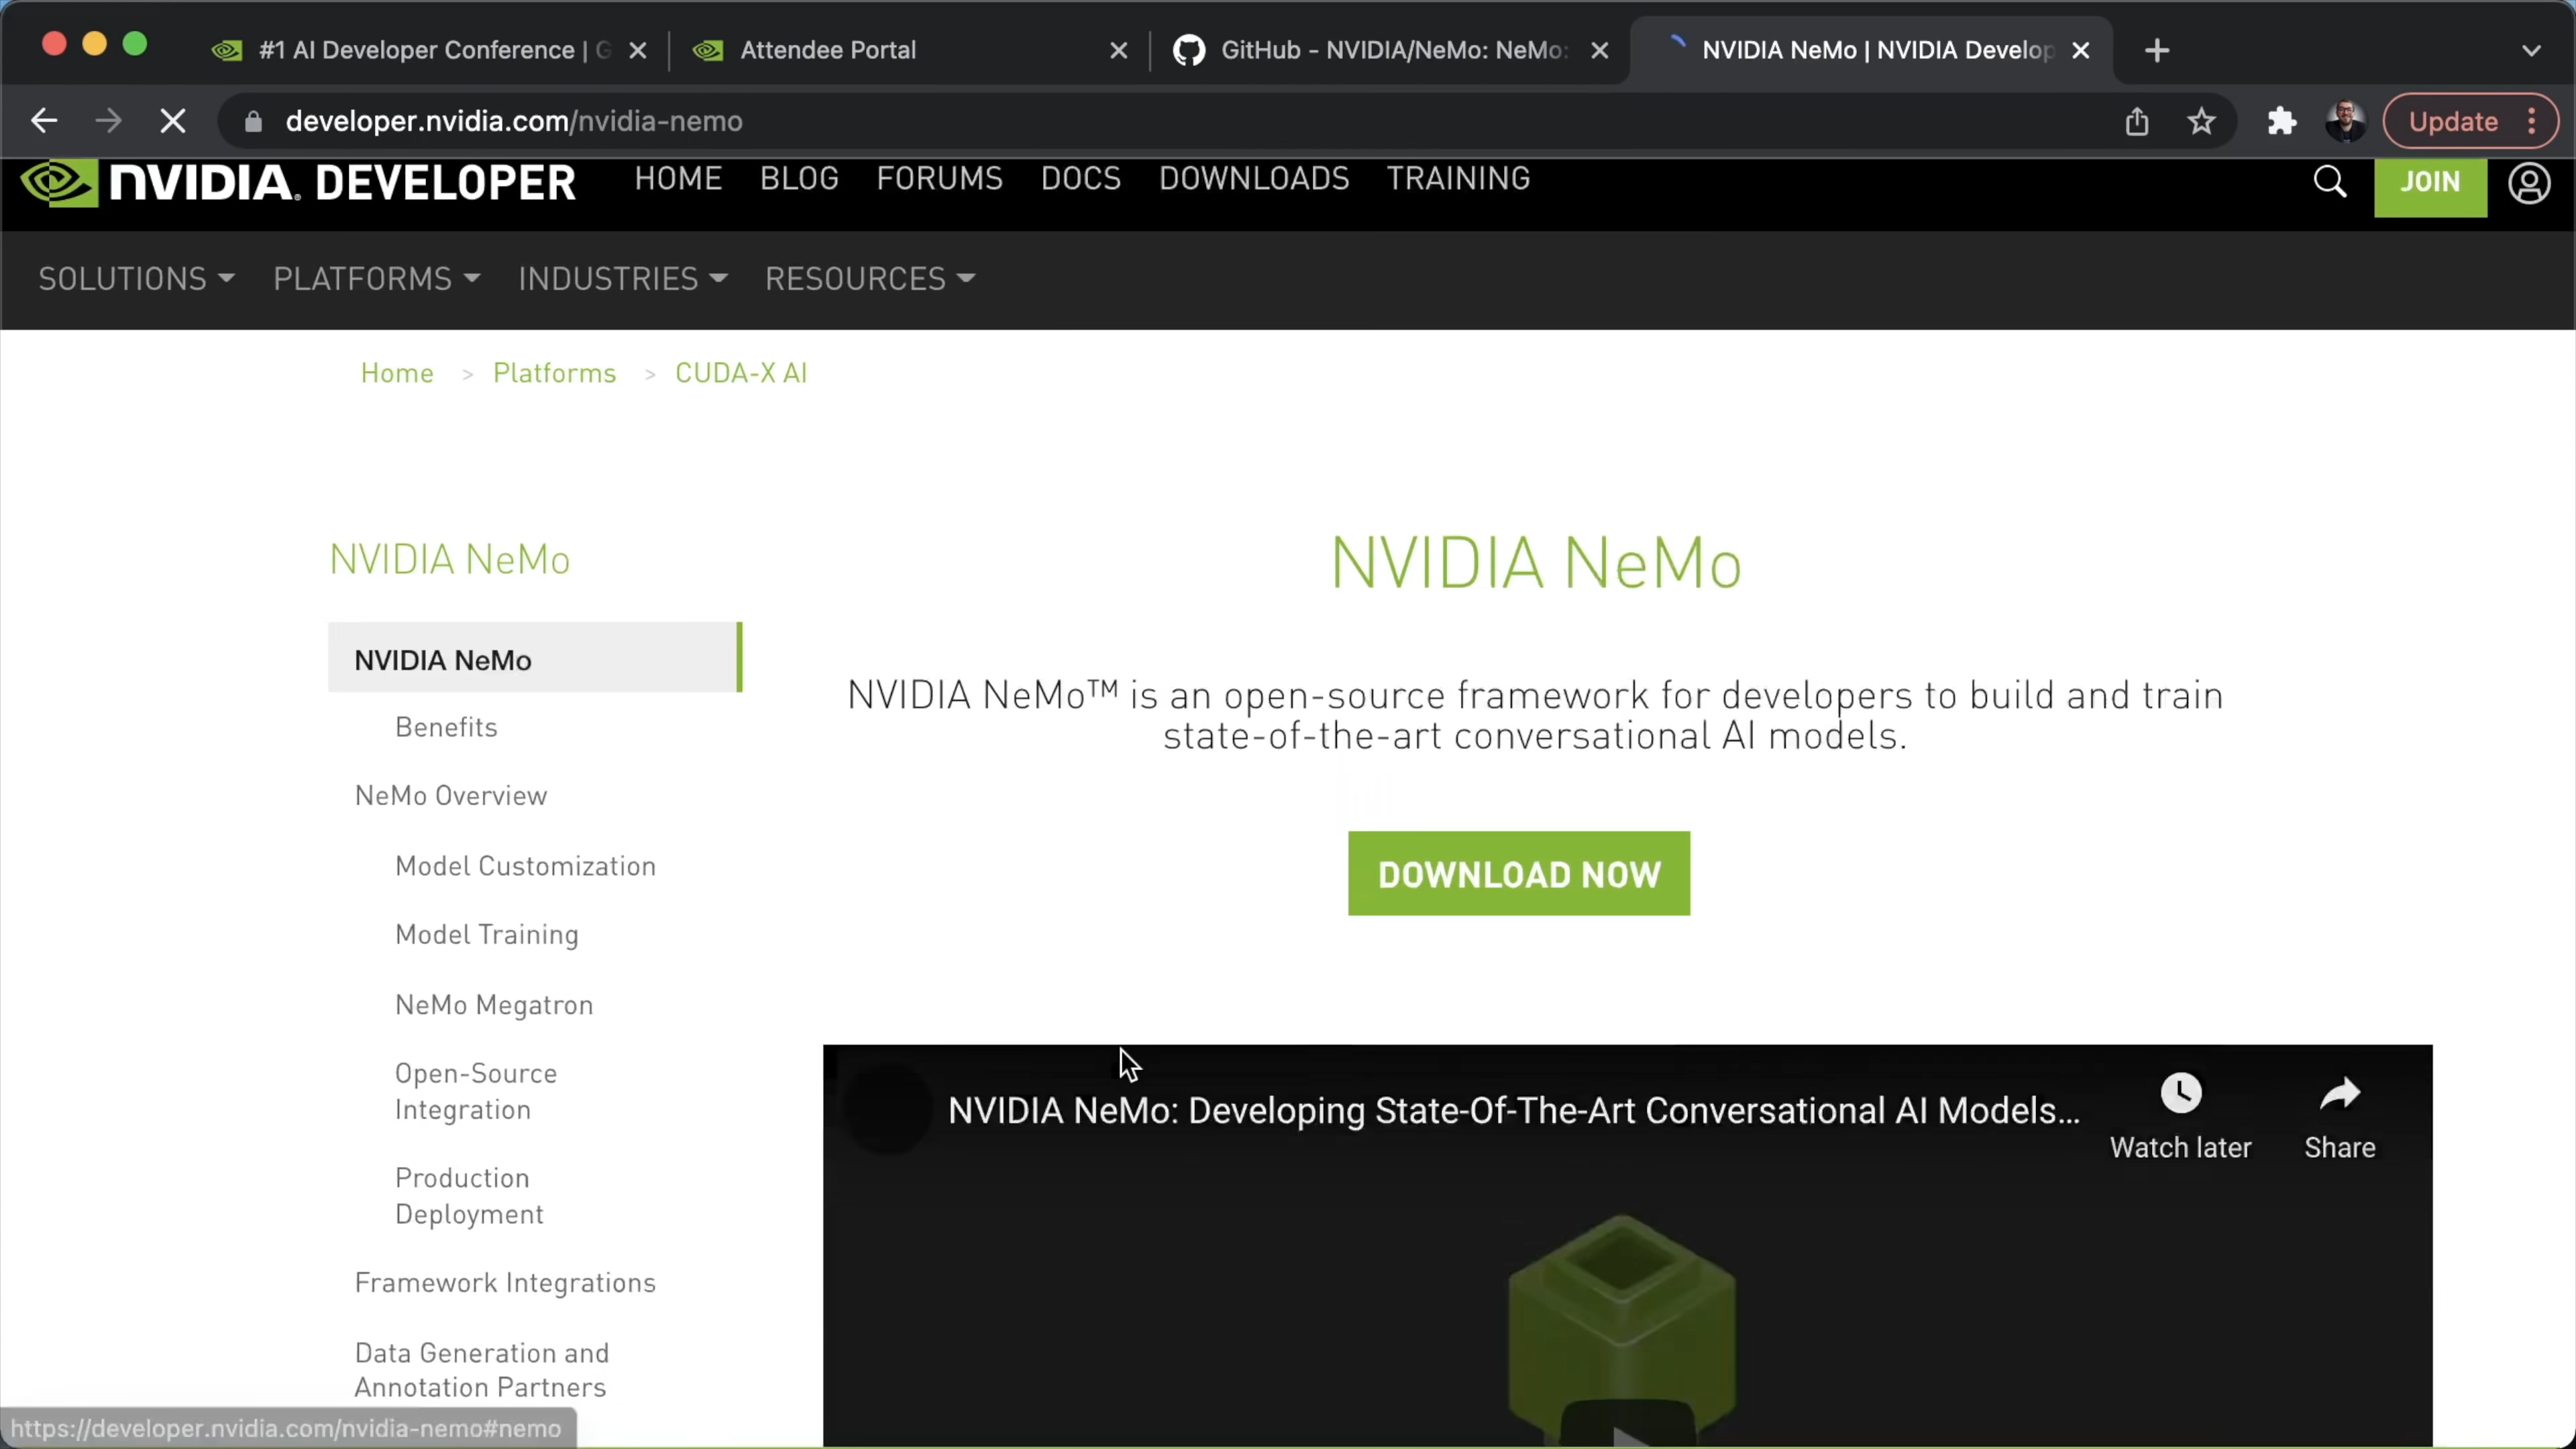 #1 AI Developer Conference | G
Attendee Portal
GitHub - NVIDIA/NeMo: NeMo:
NVIDIA NeMo | NVIDIA Develop
developer.nvidia.com/nvidia-nemo
Update
NVIDIA. DEVELOPER
HOME BLOG FORUMS DOCS DOWNLOADS TRAINING
JOIN
SOLUTIONS PLATFORMS INDUSTRIES RESOURCES
Home > Platforms > CUDA-X AI
NVIDIA NeMo
NVIDIA NeMo
Benefits
NeMo Overview
Model Customization
Model Training
NeMo Megatron
Open-Source
Integration
Production
Deployment
Framework Integrations
Data Generation and
Annotation Partners
NVIDIA NeMo
NVIDIA NeMo™ is an open-source framework for developers to build and train
state-of-the-art conversational AI models.
DOWNLOAD NOW
NVIDIA NeMo: Developing State-Of-The-Art Conversational AI Models...
Watch later
Share
https://developer.nvidia.com/nvidia-nemo#nemo